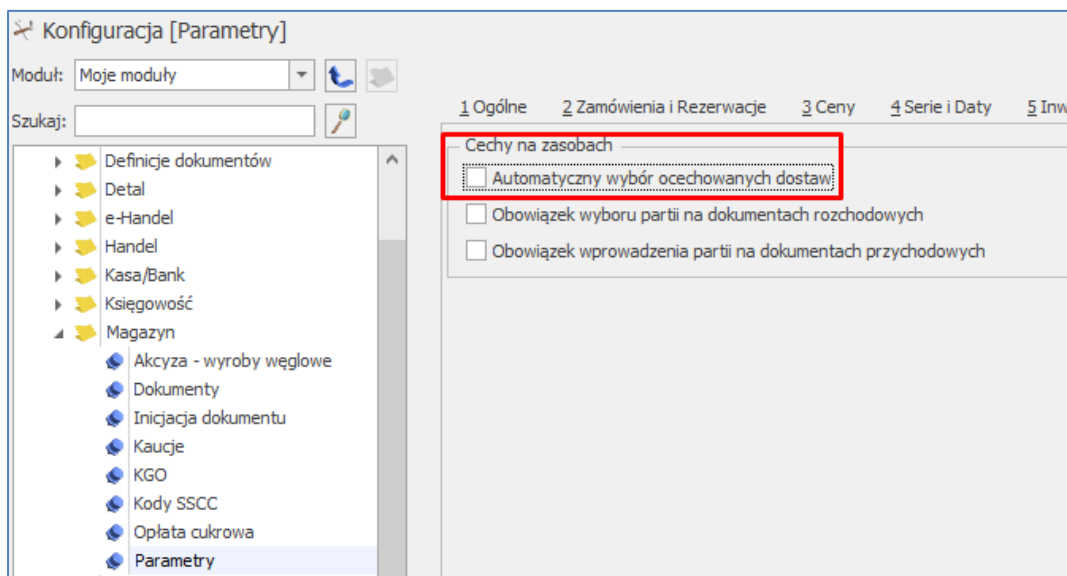 Konfiguracja [Parametry]
Moduł: Moje moduły
Szukaj:
Definicje dokumentów
Detal
e-Handel
Handel
Kasa/Bank
Księgowość
Magazyn
Akcyza - wyroby węglowe
Dokumenty
Inicjacja dokumentu
Kaucje
KGO
Kody SSCC
Opłata cukrowa
Parametry
1 Ogólne 2 Zamówienia i Rezerwacje 3 Ceny 4 Serie i Daty 5 Inw
Cechy na zasobach
Automatyczny wybór ocechowanych dostaw
Obowiązek wyboru partii na dokumentach rozchodowych
Obowiązek wprowadzenia partii na dokumentach przychodowych